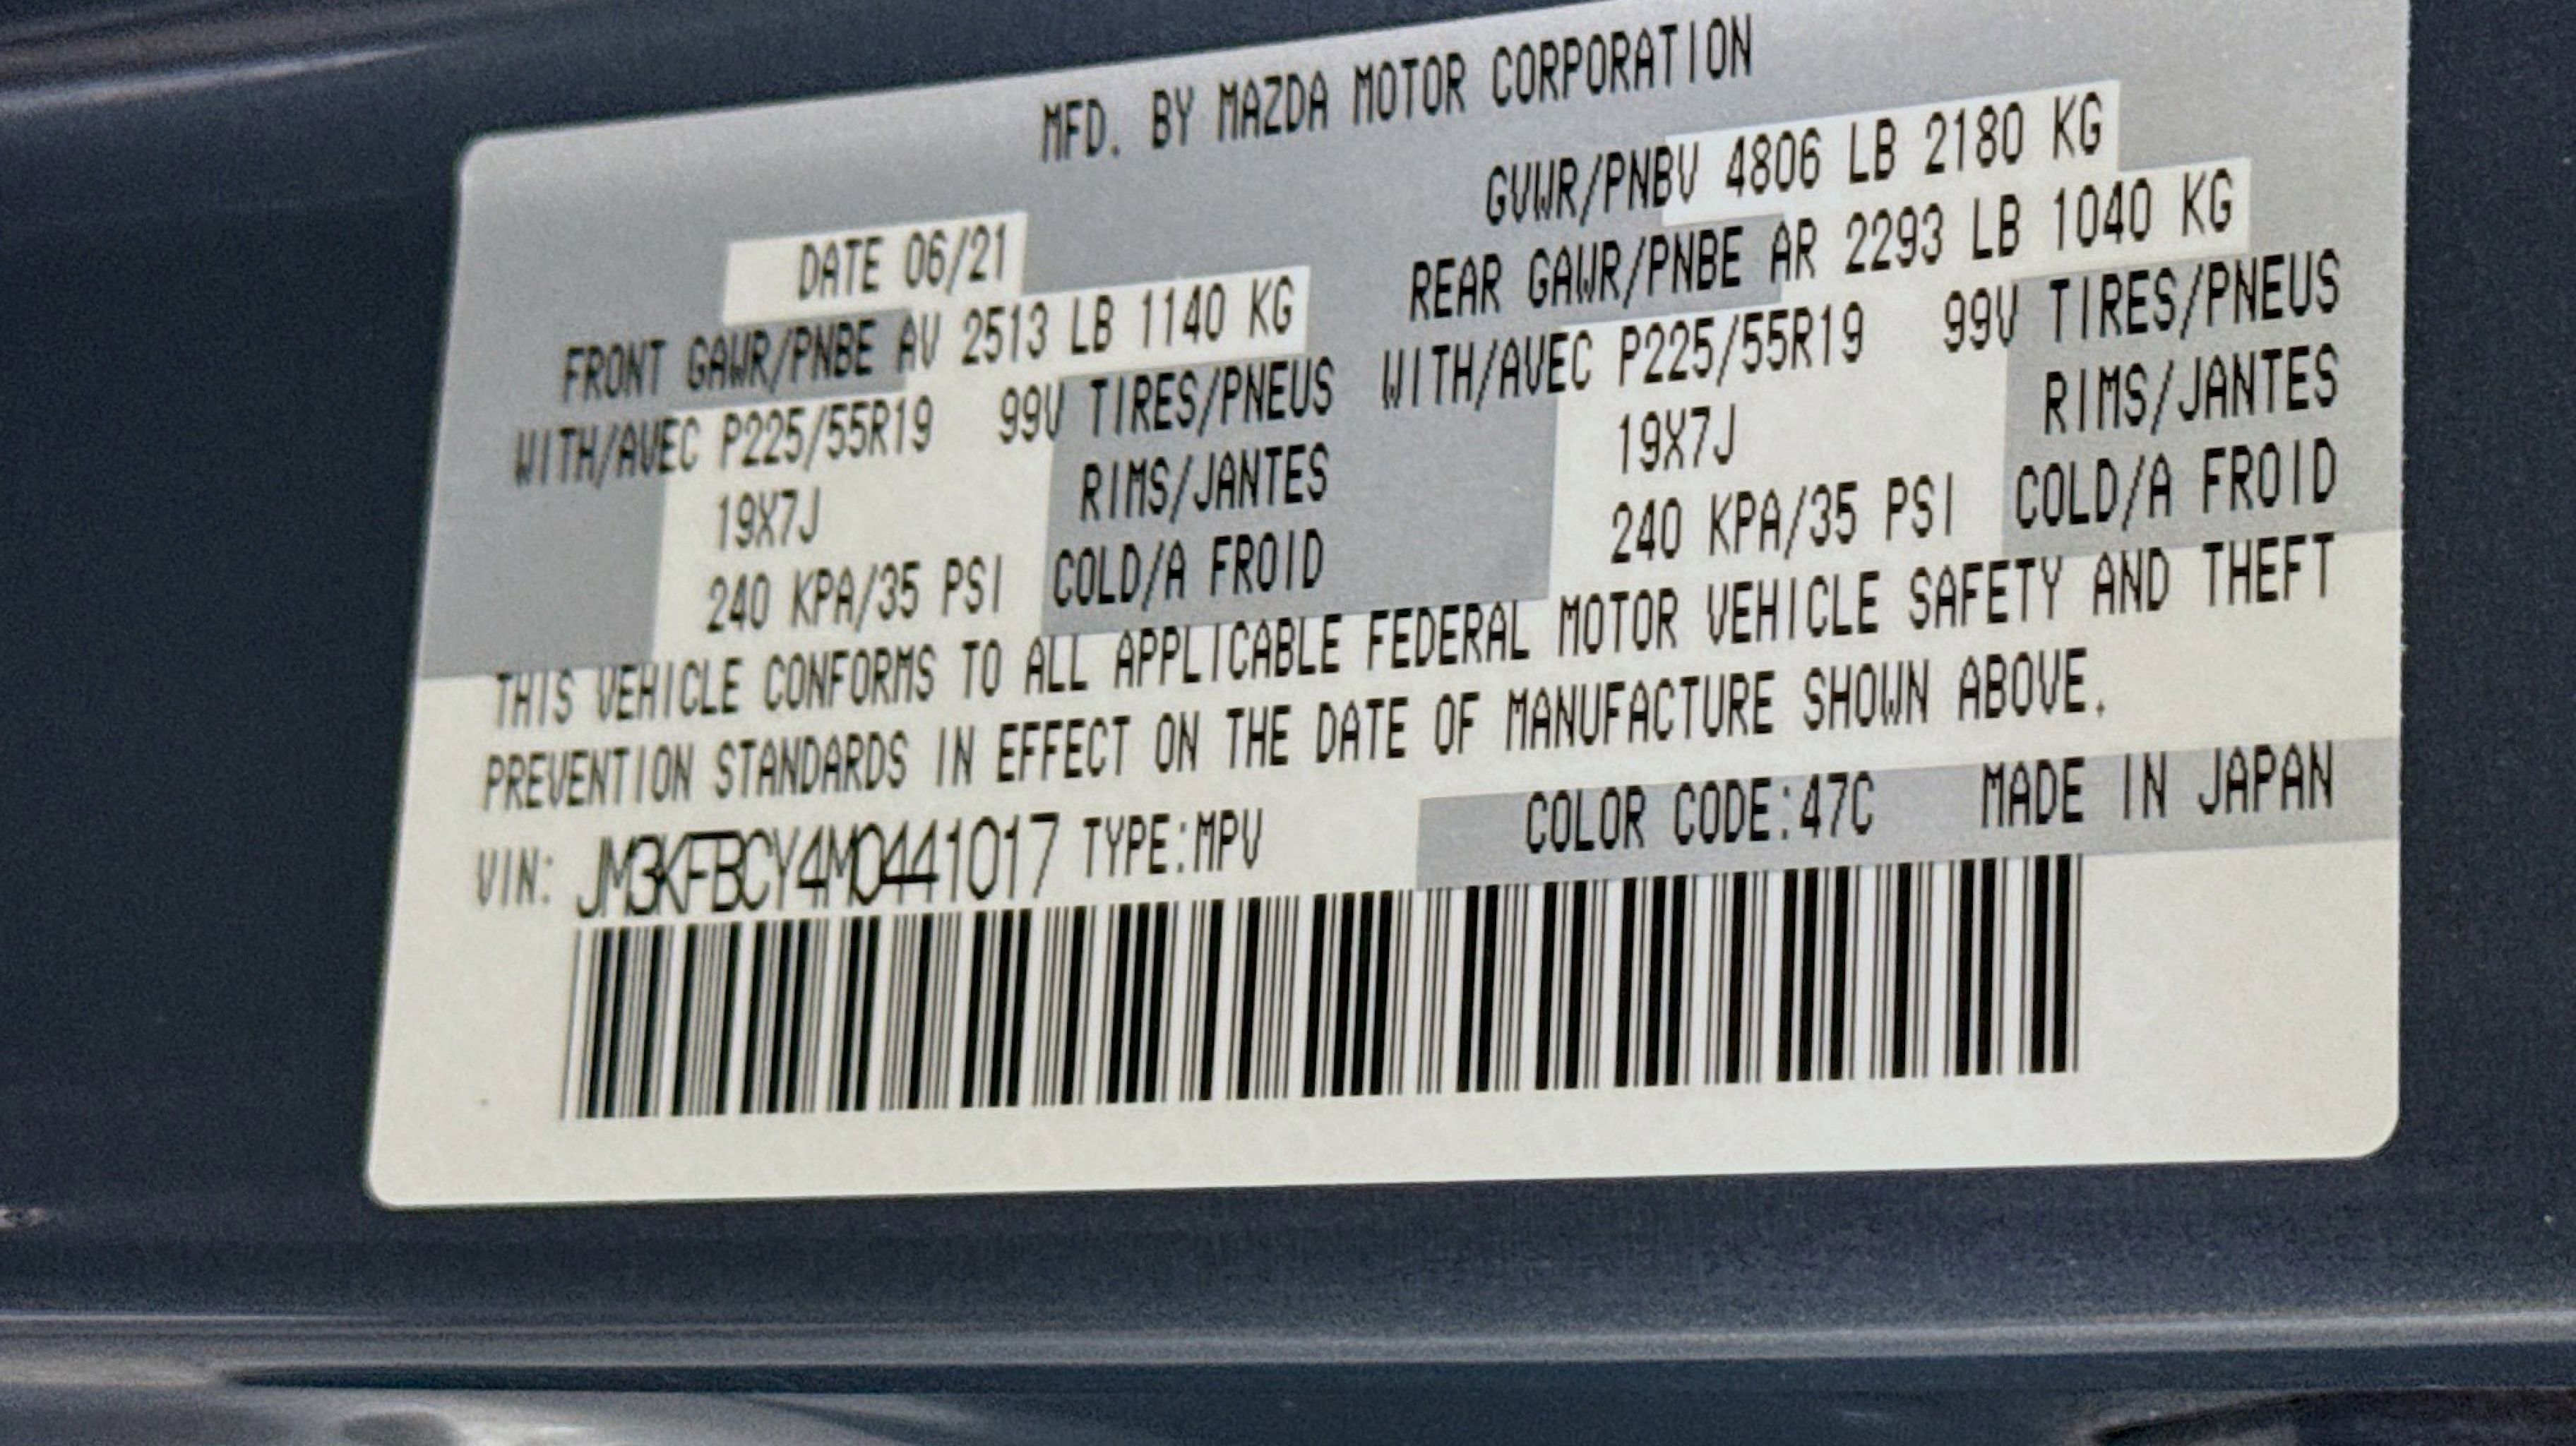 MFD. BY MAZDA MOTOR CORPORATION
DATE 06/21
GVWR/PNBV 4806 LB 2180 KG
FRONT GAWR/PNBE AV 2513 LB 1140 KG
REAR GAWR/PNBE AR 2293 LB 1040 KG
WITH/AVEC P225/55R19 99V TIRES/PNEUS
WITH/AVEC P225/55R19 99V TIRES/PNEUS
19X7J RIMS/JANTES
19X7J RIMS/JANTES
240 KPA/35 PSI COLD/A FROID
240 KPA/35 PSI COLD/A FROID
THIS VEHICLE CONFORMS TO ALL APPLICABLE FEDERAL MOTOR VEHICLE SAFETY AND THEFT
PREVENTION STANDARDS IN EFFECT ON THE DATE OF MANUFACTURE SHOWN ABOVE.
VIN: JM3KFBCY4M0441017 TYPE:MPV COLOR CODE:47C MADE IN JAPAN